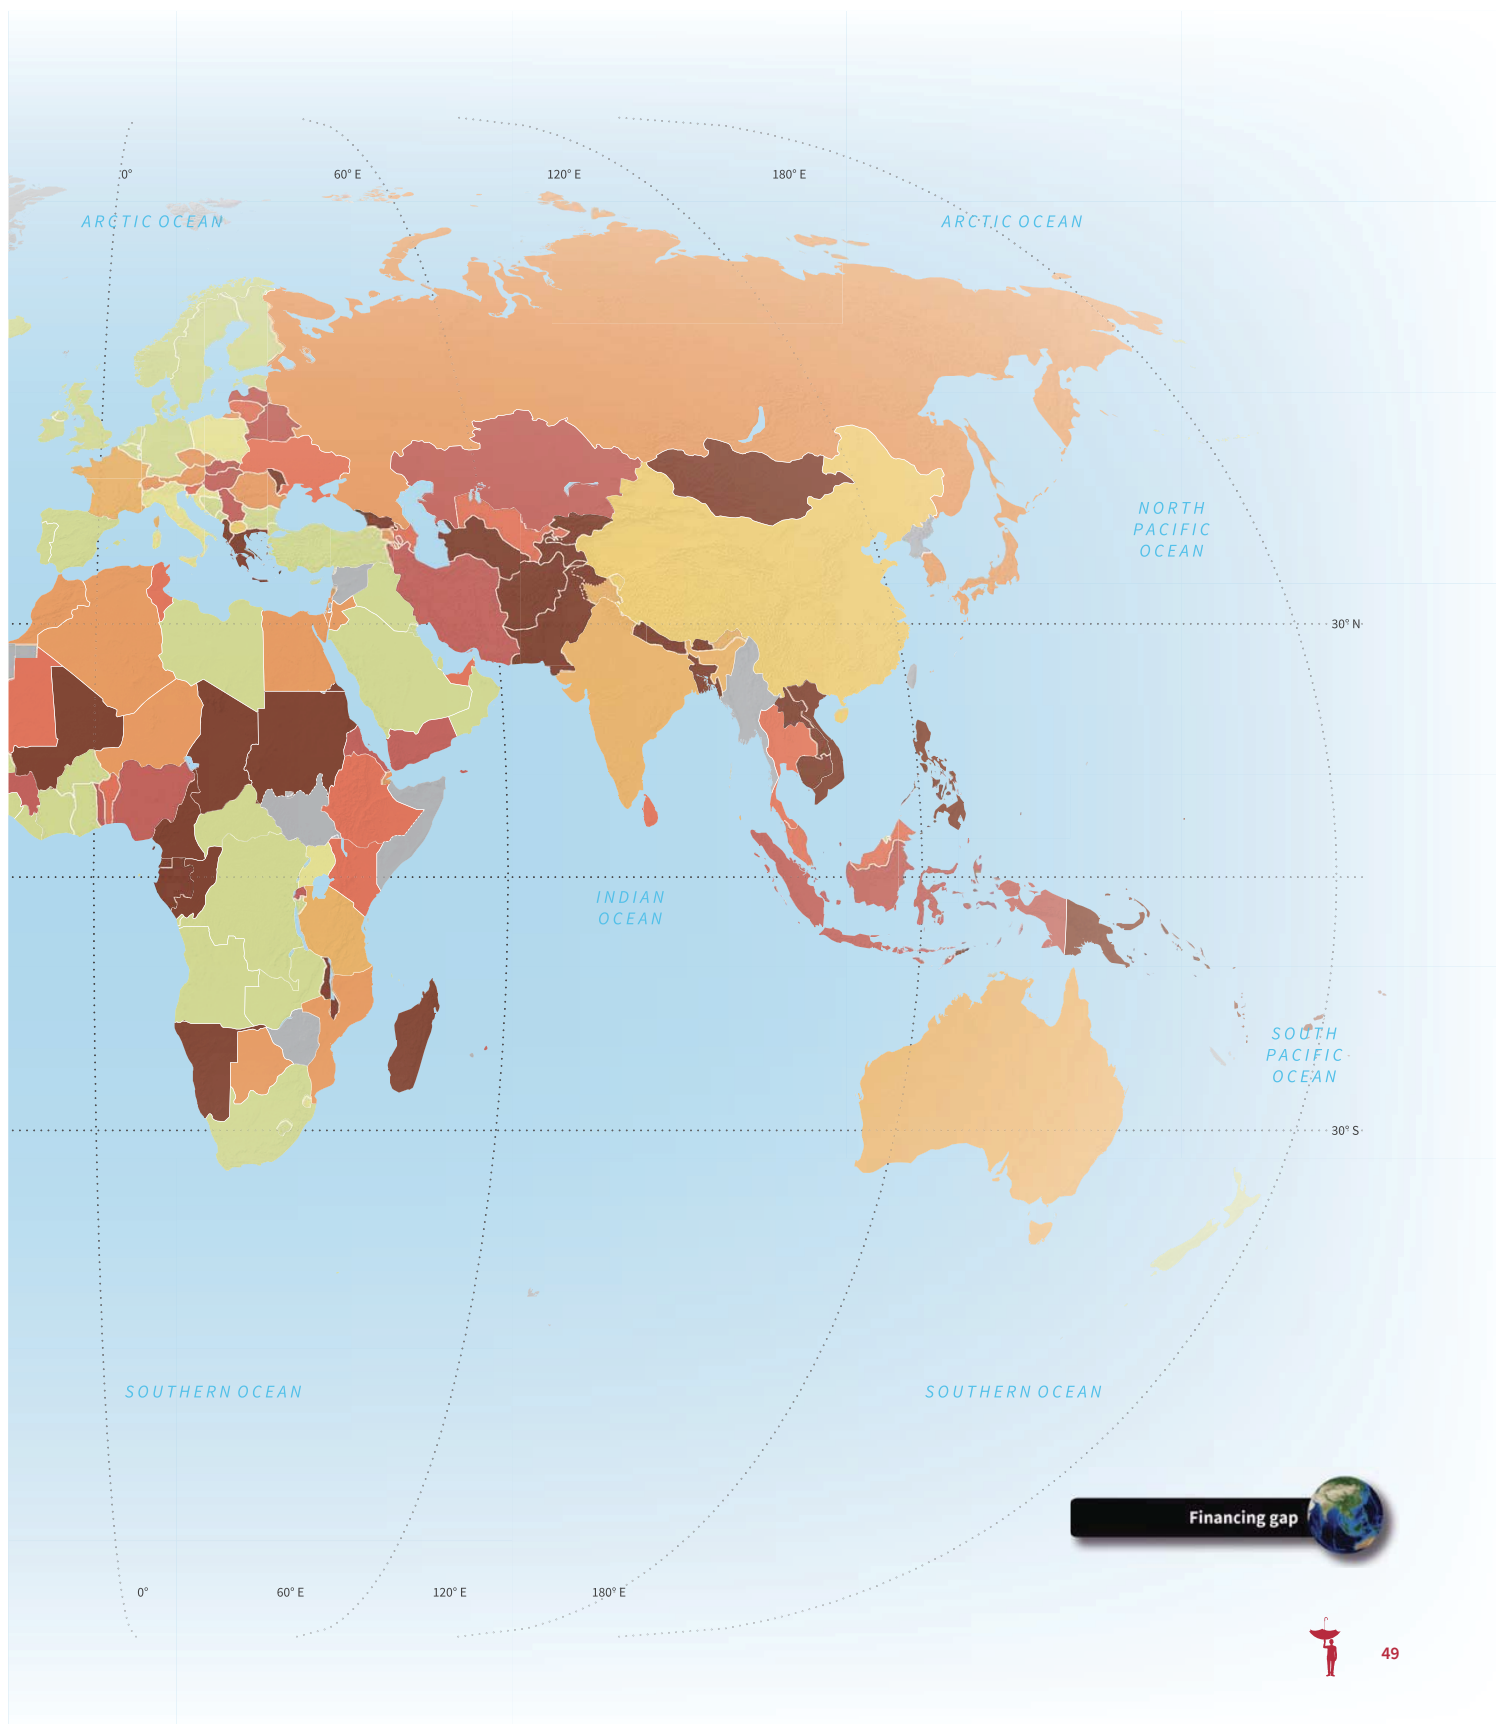 0°
60° E
120° E
180° E
ARCTIC OCEAN
ARCTIC OCEAN
NORTH
PACIFIC
OCEAN
30° N
INDIAN
OCEAN
SOUTH
PACIFIC
OCEAN
30° S
SOUTHERN OCEAN
SOUTHERN OCEAN
Financing gap
0°
60° E
120° E
180° E
49